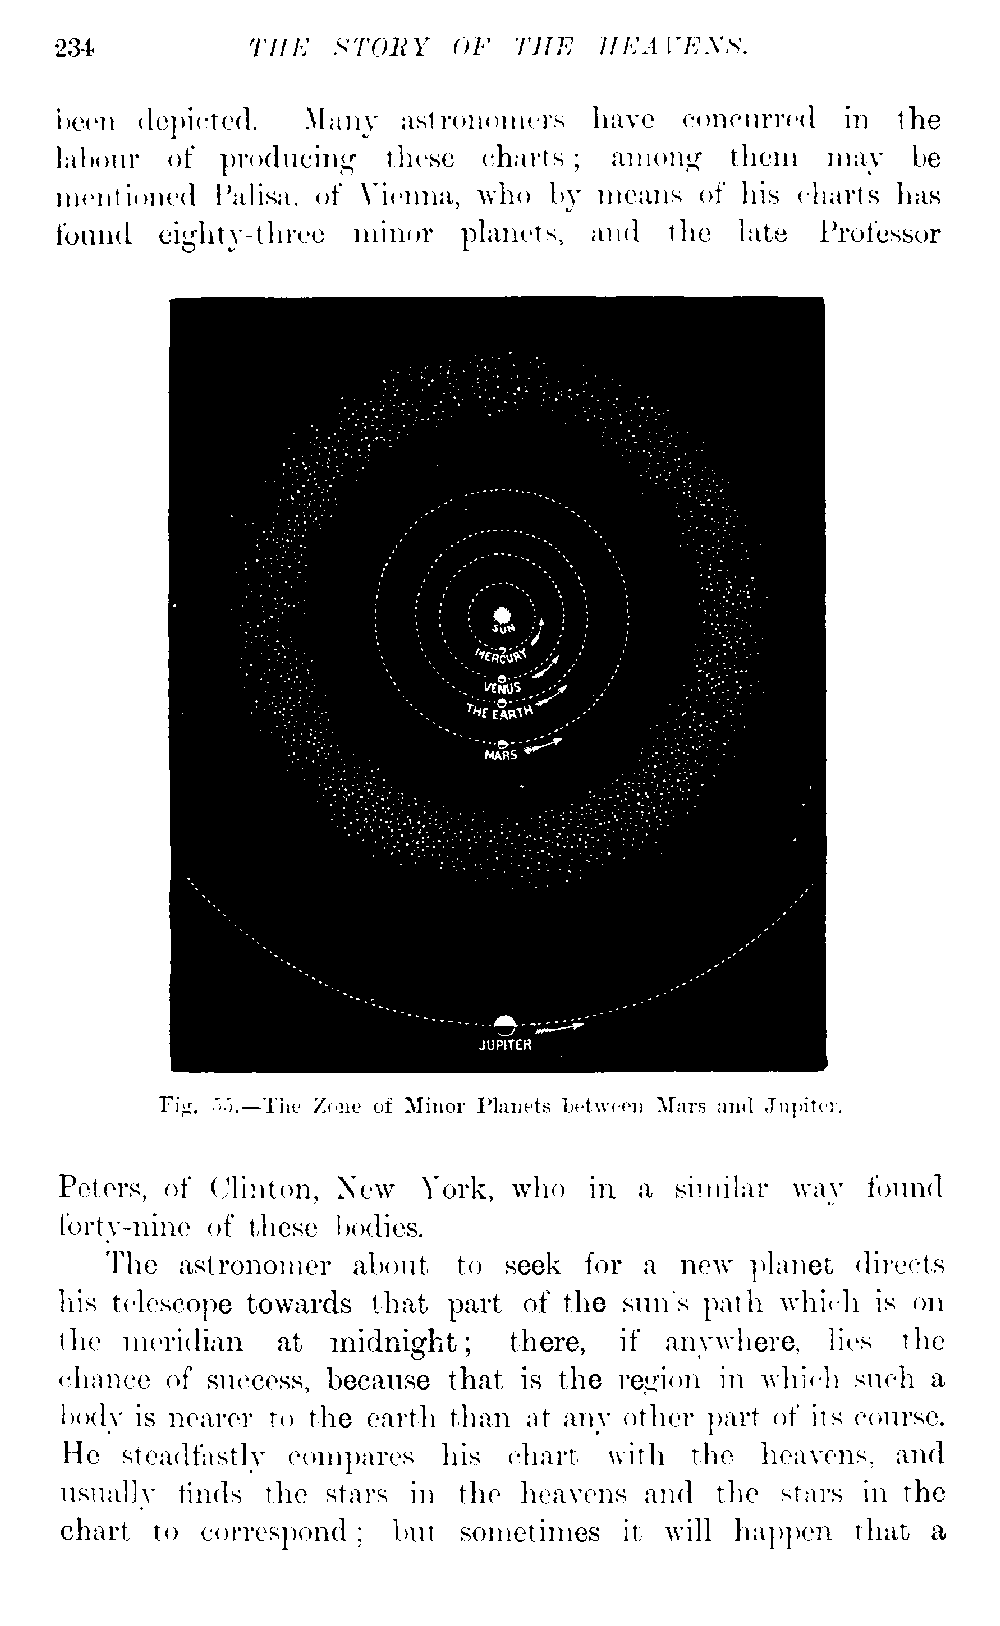 234 THE STORY OF THE HEAVENS.
been depicted. Many astronomers have concurred in the
labour of producing these charts; among them may be
mentioned Palisa, of Vienna, who by means of his charts has
found eighty-three minor planets, and the late Professor
SUN
MERCURY
VENUS
THE EARTH
MARS
JUPITER
Fig. 55.—The Zone of Minor Planets between Mars and Jupiter.
Peters, of Clinton, New York, who in a similar way found
forty-nine of these bodies.
The astronomer about to seek for a new planet directs
his telescope towards that part of the sun's path which is on
the meridian at midnight; there, if anywhere, lies the
chance of success, because that is the region in which such a
body is nearer to the earth than at any other part of its course.
He steadfastly compares his chart with the heavens, and
usually finds the stars in the heavens and the stars in the
chart to correspond; but sometimes it will happen that a